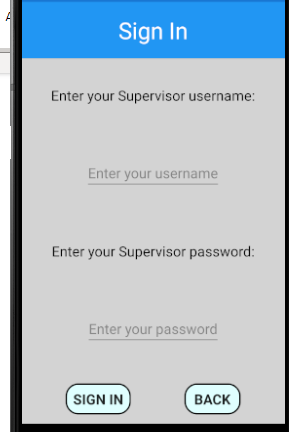 Sign In
Enter your Supervisor username:
Enter your username
Enter your Supervisor password:
Enter your password
SIGN IN
BACK